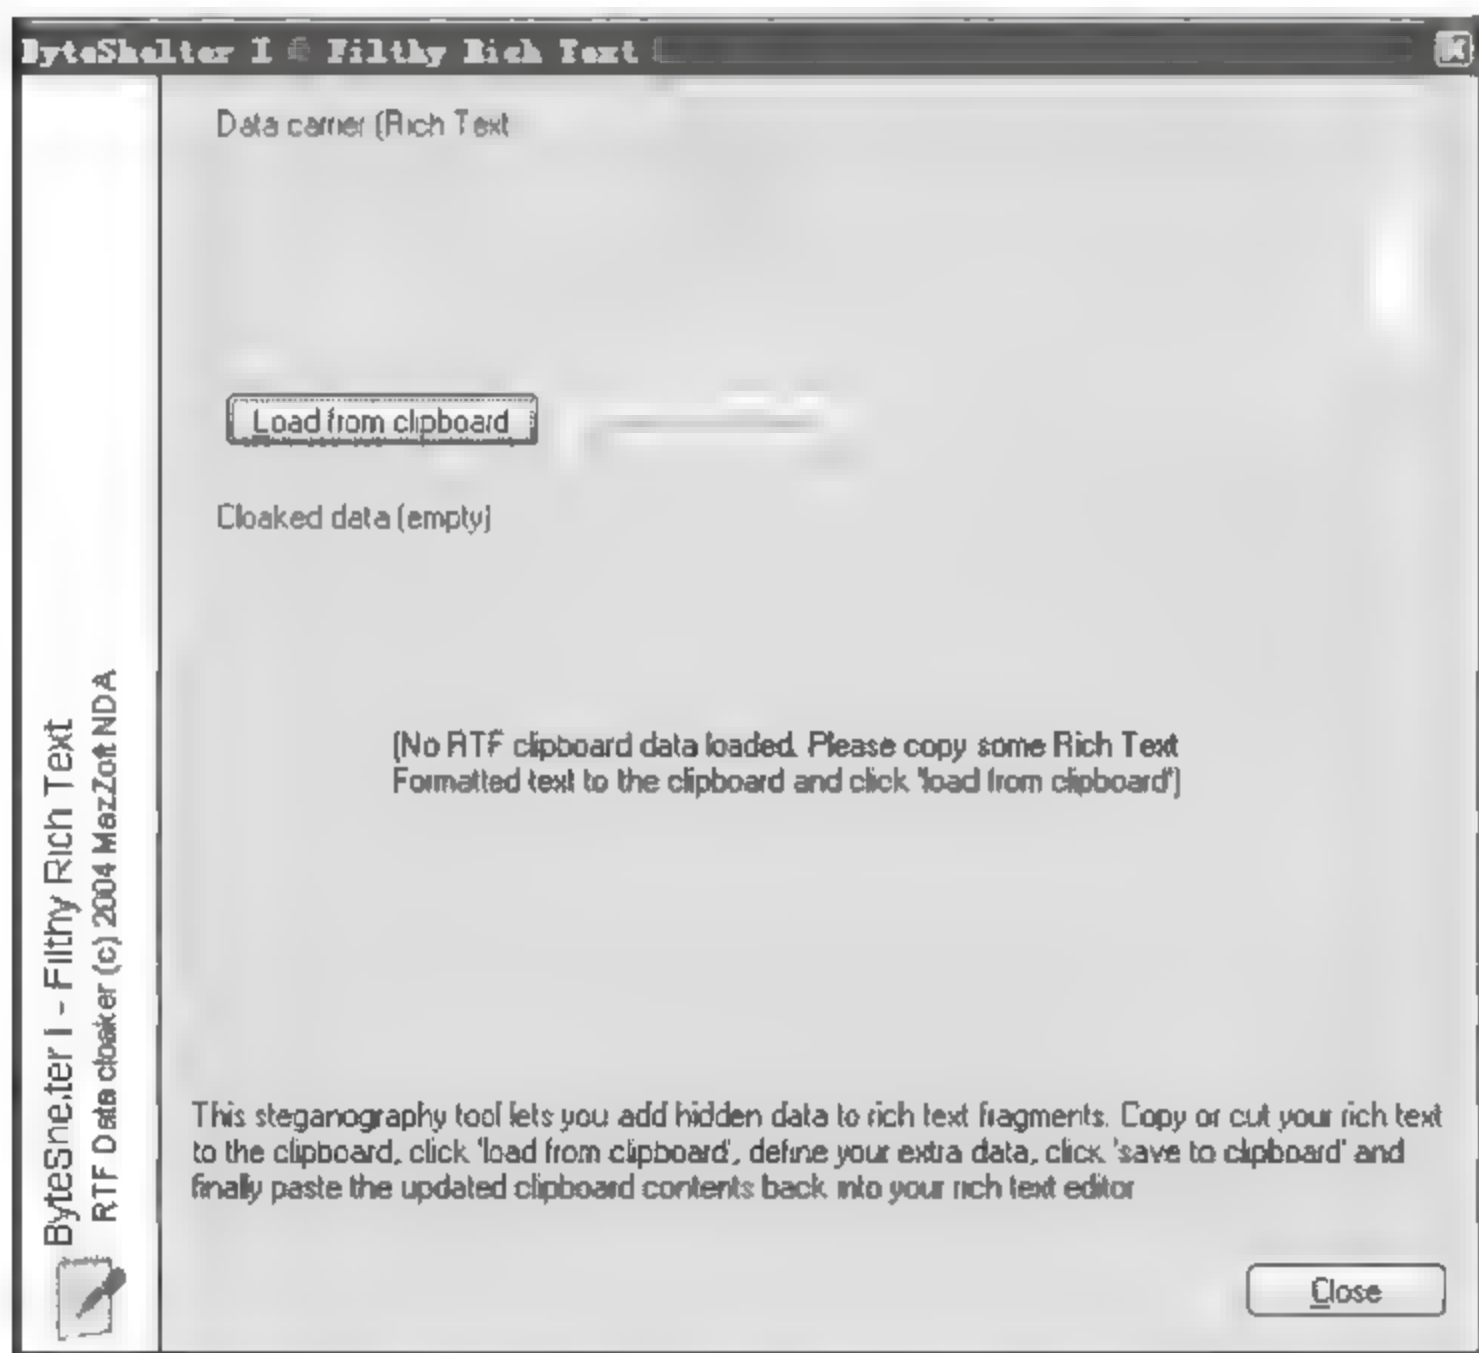 ByteShelter I © Filthy Rich Text
Data carrier (Rich Text
Load from clipboard
Cloaked data (empty)
(No RTF clipboard data loaded. Please copy some Rich Text
Formatted text to the clipboard and click 'load from clipboard')
ByteShelter I - Filthy Rich Text
RTF Data cloaker (c) 2004 MazZoft NDA
This steganography tool lets you add hidden data to rich text fragments. Copy or cut your rich text
to the clipboard, click 'load from clipboard', define your extra data, click 'save to clipboard' and
finally paste the updated clipboard contents back into your rich text editor
Close